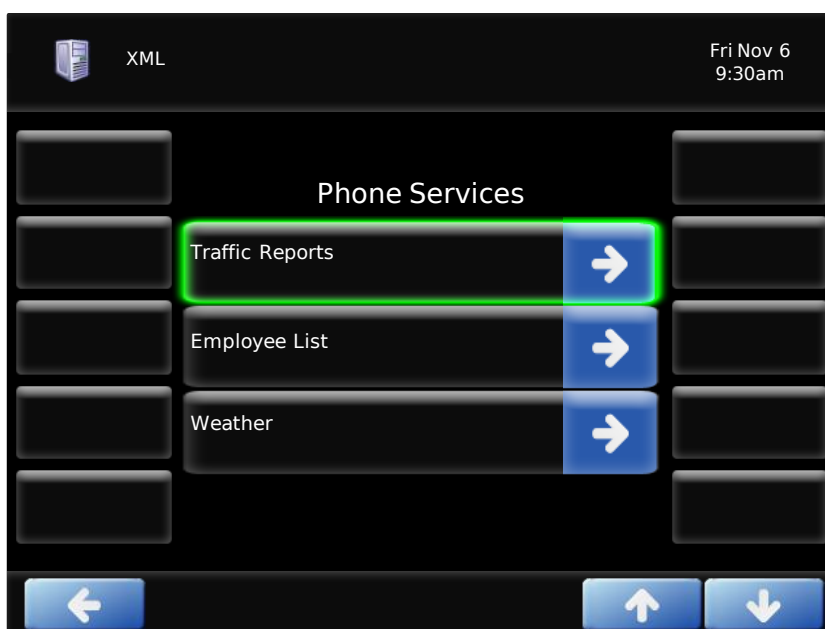 XML
Fri Nov 6
9:30am
Phone Services
Traffic Reports
Employee List
Weather